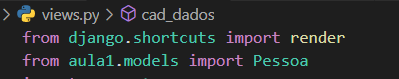 > views.py > cad_dados
from django.shortcuts import render
from aula1.models import Pessoa